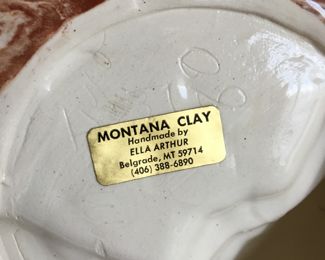 MONTANA CLAY
Handmade by
ELLA ARTHUR
Belgrade, MT 59714
(406) 388-6890